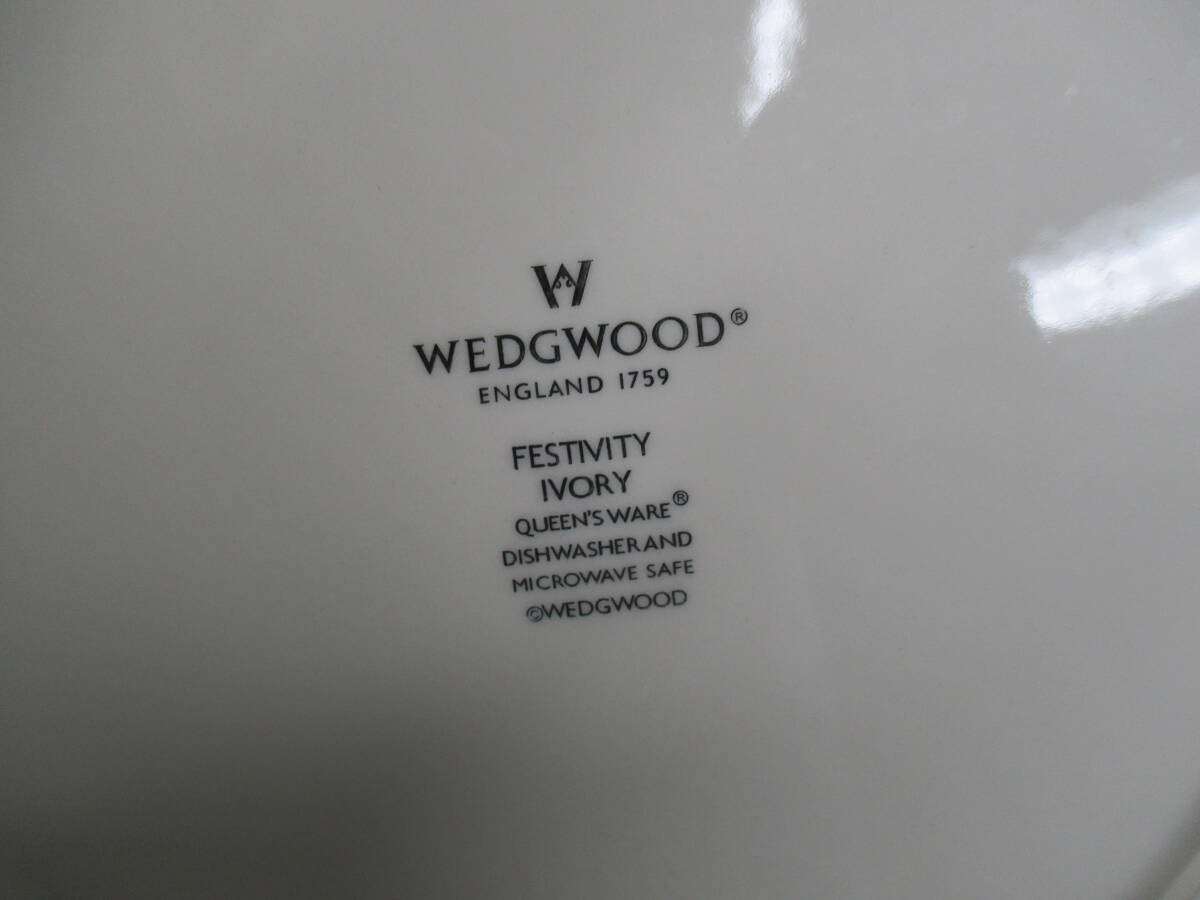 W
WEDGWOOD®
ENGLAND 1759
FESTIVITY
IVORY
QUEEN'S WARE®
DISHWASHER AND
MICROWAVE SAFE
©WEDGWOOD